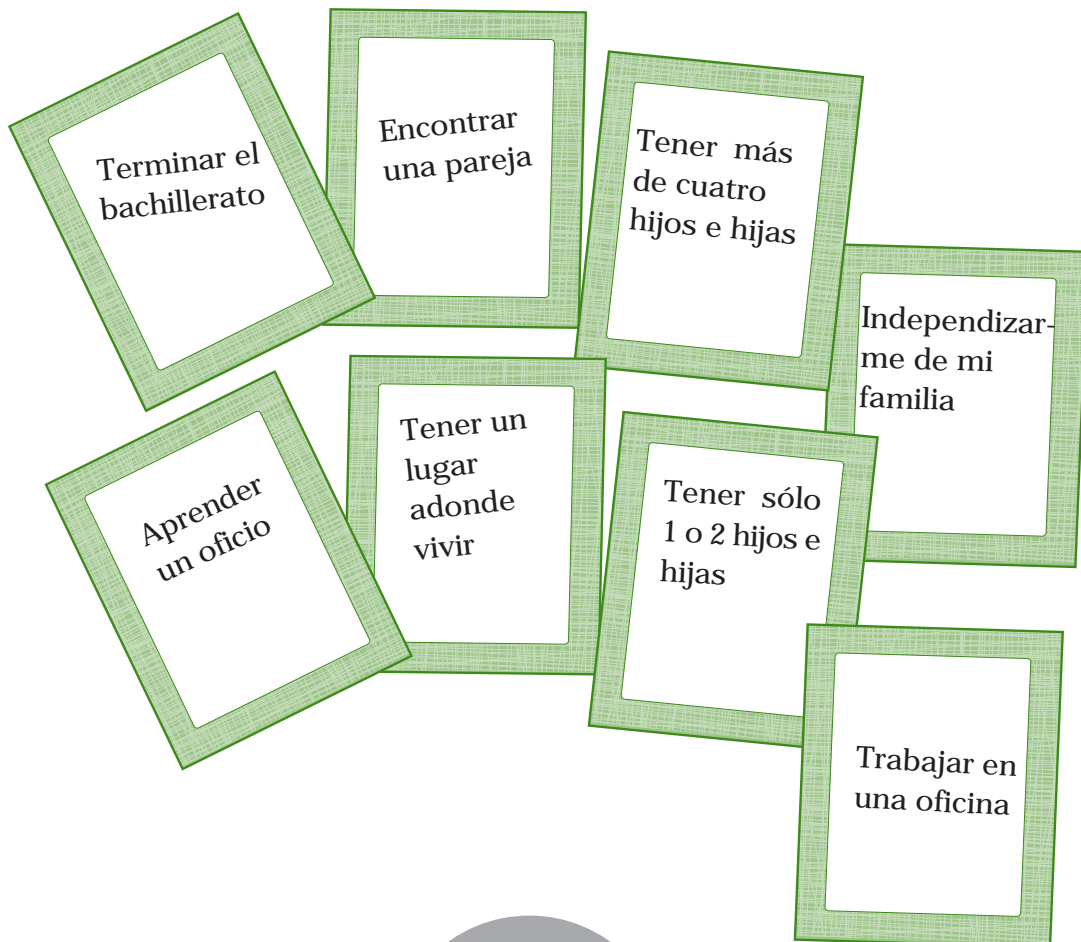 Terminar el
bachillerato
Encontrar
una pareja
Tener más
de cuatro
hijos e hijas
Independizar-
me de mi
familia
Aprender
un oficio
Tener un
lugar
adonde
vivir
Tener sólo
1 o 2 hijos e
hijas
Trabajar en
una oficina